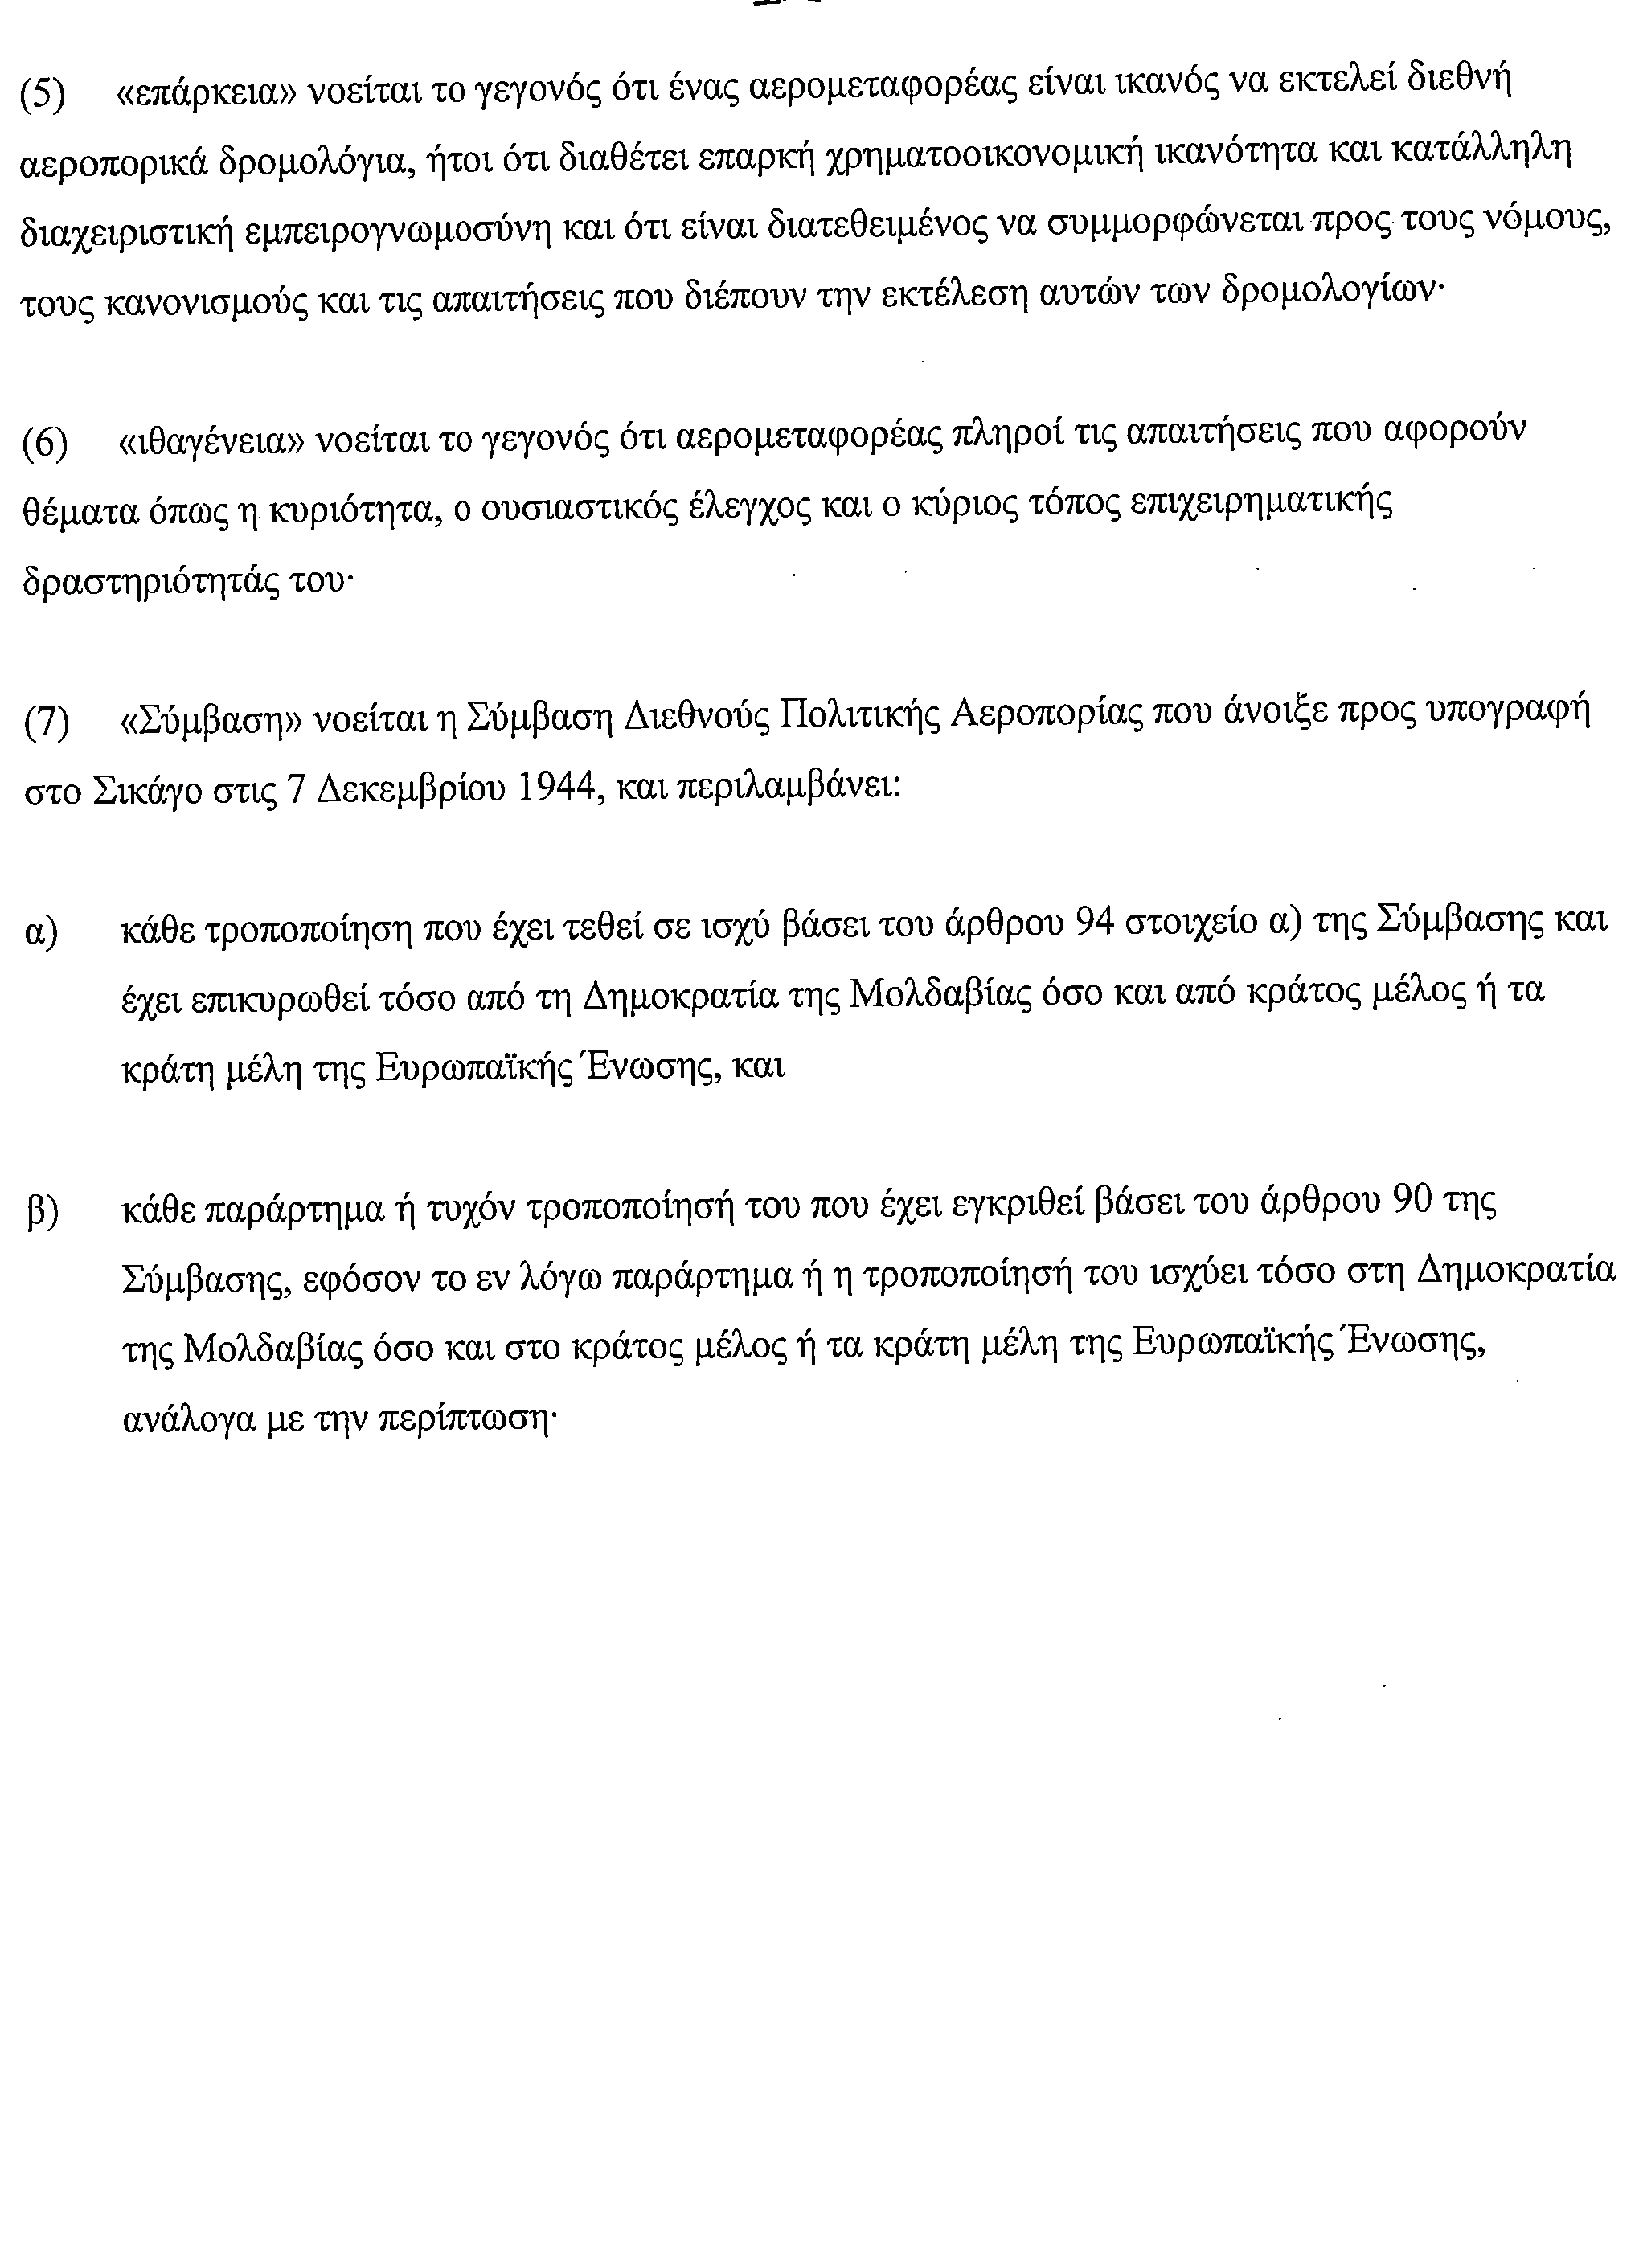 (5) «επάρκεια» νοείται το γεγονός ότι ένας αερομεταφορέας είναι ικανός να εκτελεί διεθνή
αεροπορικά δρομολόγια, ήτοι ότι διαθέτει επαρκή χρηματοοικονομική ικανότητα και κατάλληλη
διαχειριστική εμπειρογνωμοσύνη και ότι είναι διατεθειμένος να συμμορφώνεται προς τους νόμους,
τους κανονισμούς και τις απαιτήσεις που διέπουν την εκτέλεση αυτών των δρομολογίων·
(6) «ιθαγένεια» νοείται το γεγονός ότι αερομεταφορέας πληροί τις απαιτήσεις που αφορούν
θέματα όπως η κυριότητα, ο ουσιαστικός έλεγχος και ο κύριος τόπος επιχειρηματικής
δραστηριότητάς του·
(7) «Σύμβαση» νοείται η Σύμβαση Διεθνούς Πολιτικής Αεροπορίας που άνοιξε προς υπογραφή
στο Σικάγο στις 7 Δεκεμβρίου 1944, και περιλαμβάνει:
α) κάθε τροποποίηση που έχει τεθεί σε ισχύ βάσει του άρθρου 94 στοιχείο α) της Σύμβασης και
έχει επικυρωθεί τόσο από τη Δημοκρατία της Μολδαβίας όσο και από κράτος μέλος ή τα
κράτη μέλη της Ευρωπαϊκής Ένωσης, και
β) κάθε παράρτημα ή τυχόν τροποποίησή του που έχει εγκριθεί βάσει του άρθρου 90 της
Σύμβασης, εφόσον το εν λόγω παράρτημα ή η τροποποίησή του ισχύει τόσο στη Δημοκρατία
της Μολδαβίας όσο και στο κράτος μέλος ή τα κράτη μέλη της Ευρωπαϊκής Ένωσης,
ανάλογα με την περίπτωση·